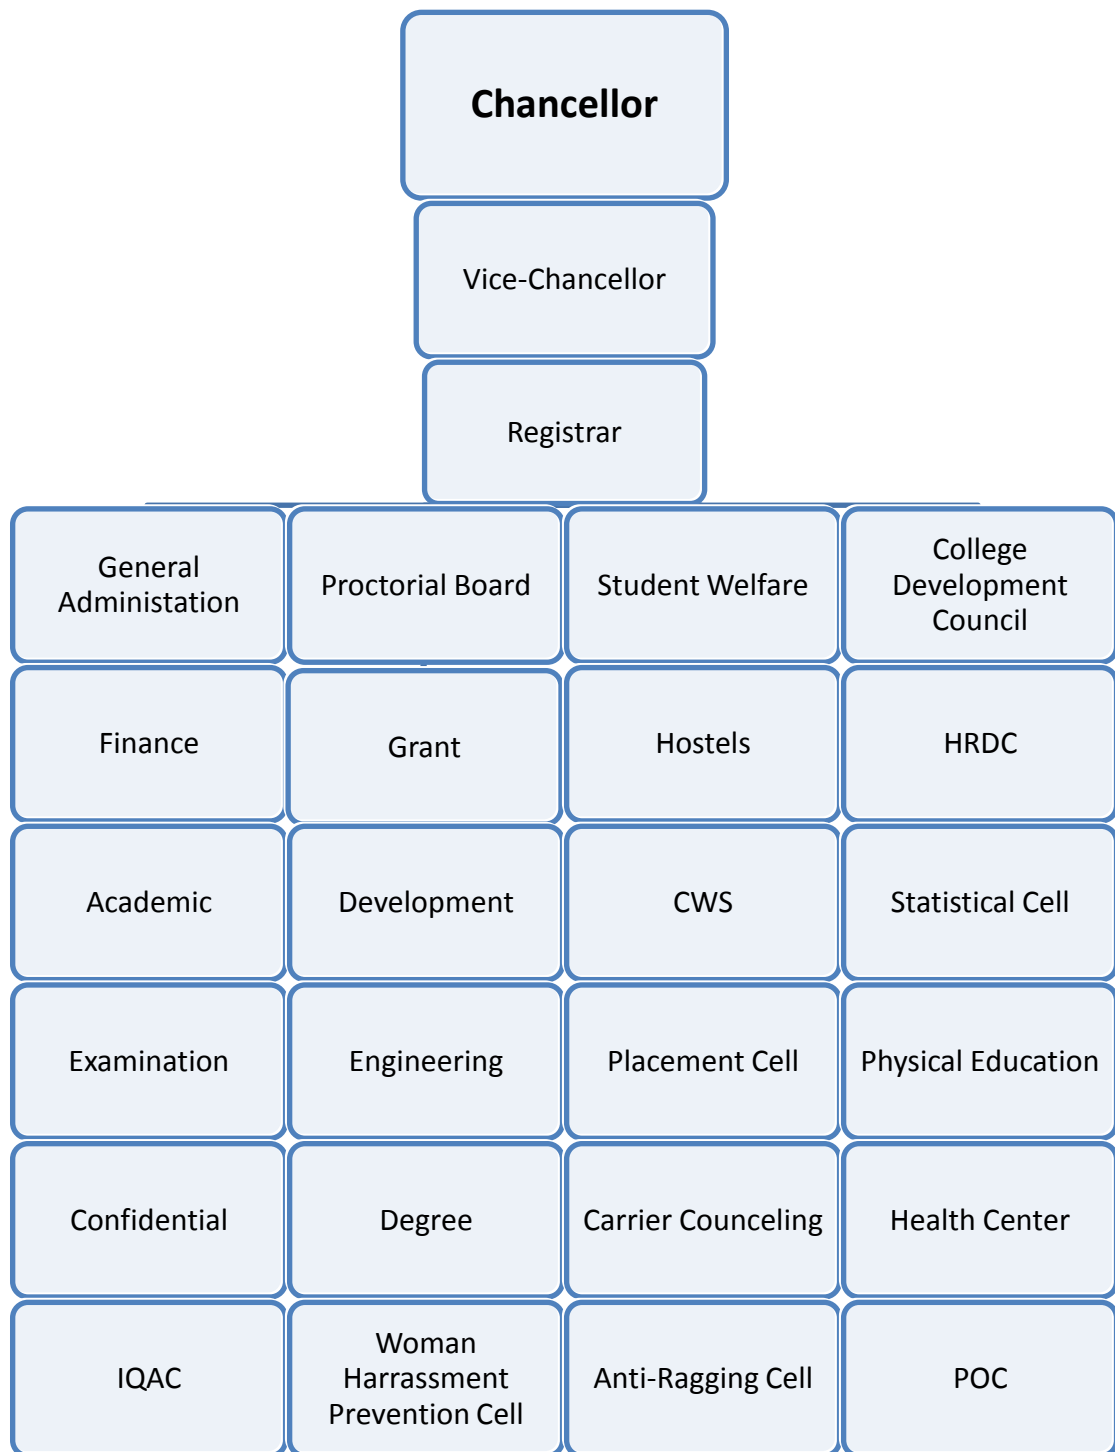 Chancellor
Vice-Chancellor
Registrar
General
Administation
Proctorial Board
Student Welfare
College
Development
Council
Finance
Grant
Hostels
HRDC
Academic
Development
CWS
Statistical Cell
Examination
Engineering
Placement Cell
Physical Education
Confidential
Degree
Carrier Counceling
Health Center
IQAC
Woman
Harrassment
Prevention Cell
Anti-Ragging Cell
POC